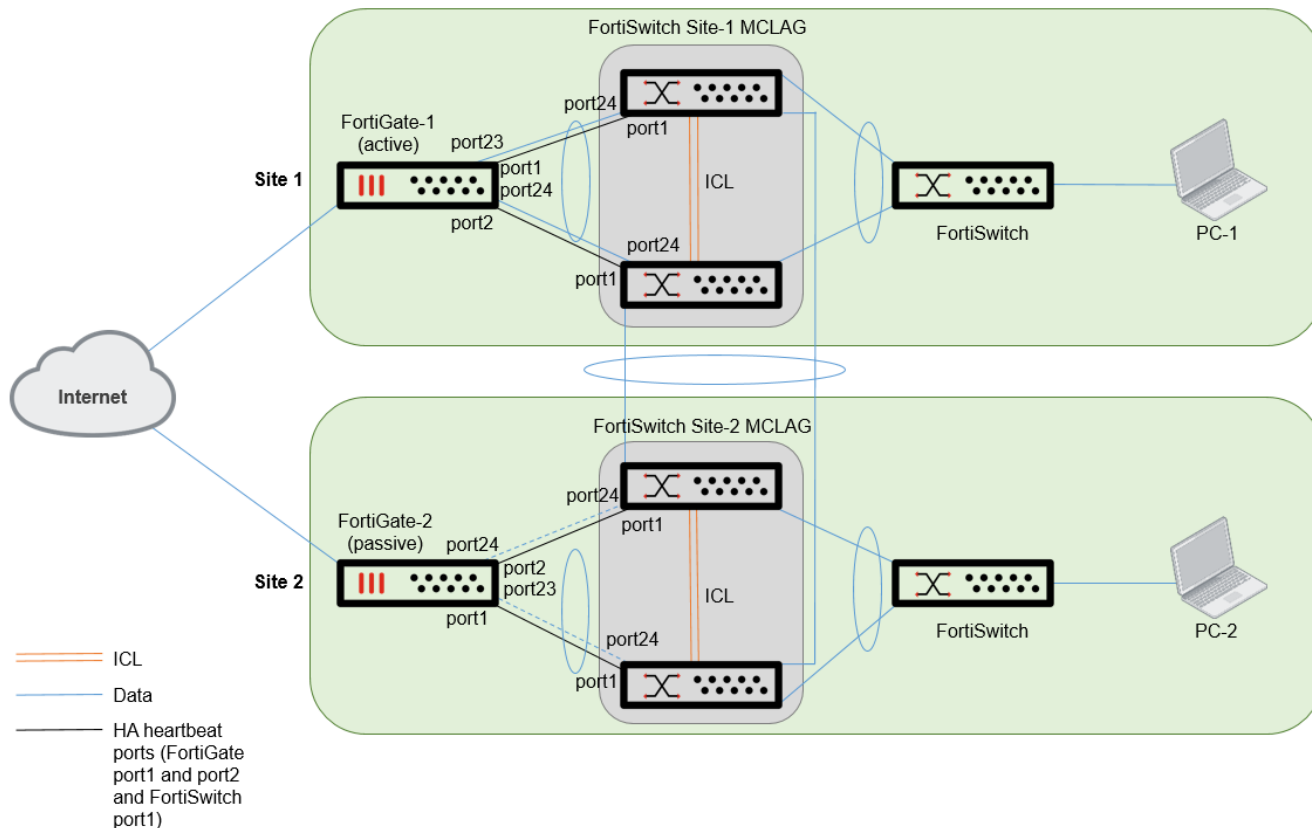 FortiSwitch Site-1 MCLAG
port24
port1
FortiGate-1
(active)
port23
port1
port24
port2
Site 1
ICL
port24
port1
FortiSwitch
PC-1
Internet
FortiSwitch Site-2 MCLAG
port24
port1
FortiGate-2
(passive)
port24
port2
port23
port1
Site 2
ICL
port24
port1
FortiSwitch
PC-2
ICL
Data
HA heartbeat
ports (FortiGate
port1 and port2
and FortiSwitch
port1)